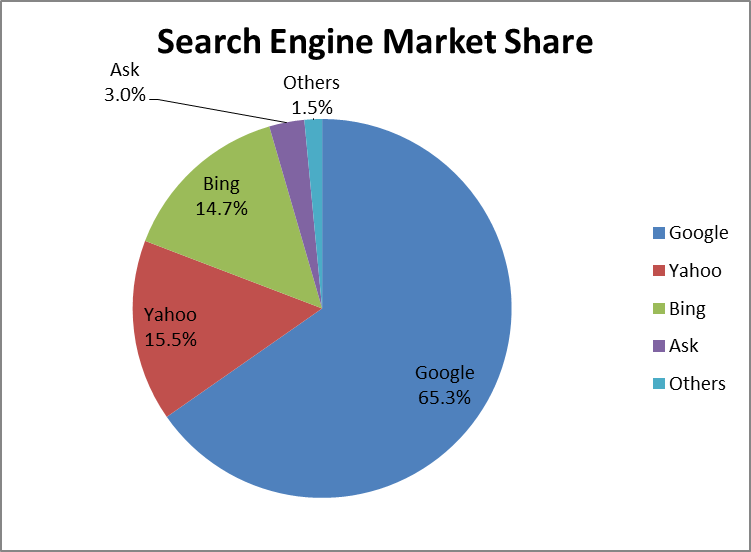 Search Engine Market Share
Ask
3.0%
Others
1.5%
Bing
14.7%
Yahoo
15.5%
Google
65.3%
Google
Yahoo
Bing
Ask
Others